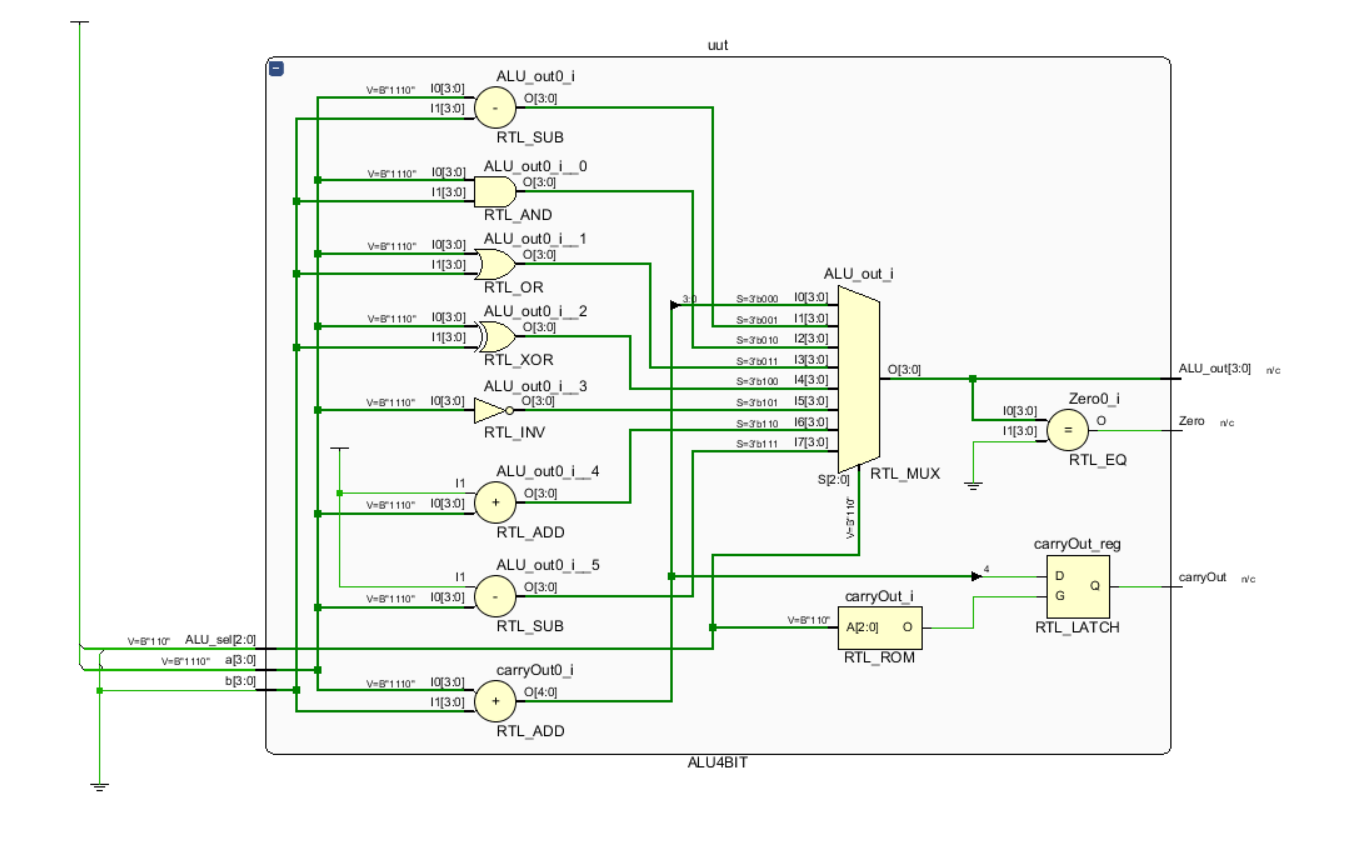 uut
ALU_out0_i
V=B"1110" I0[3:0]
I1[3:0]
-
O[3:0]
RTL_SUB
ALU_out0_i__0
V=B"1110" I0[3:0]
I1[3:0]
O[3:0]
RTL_AND
ALU_out0_i__1
V=B"1110" I0[3:0]
I1[3:0]
O[3:0]
RTL_OR
ALU_out0_i__2
V=B"1110" I0[3:0]
I1[3:0]
O[3:0]
RTL_XOR
ALU_out0_i__3
V=B"1110" I0[3:0]
O[3:0]
RTL_INV
ALU_out0_i__4
I1
V=B"1110" I0[3:0]
+
O[3:0]
RTL_ADD
ALU_out0_i__5
I1
V=B"1110" I0[3:0]
-
O[3:0]
RTL_SUB
V=B"110" ALU_sel[2:0]
V=B"1110" a[3:0]
b[3:0]
carryOut0_i
V=B"1110" I0[3:0]
I1[3:0]
+
O[4:0]
RTL_ADD
ALU_out_i
3:0
S=3'b000 I0[3:0]
S=3'b001 I1[3:0]
S=3'b010 I2[3:0]
S=3'b011 I3[3:0]
S=3'b100 I4[3:0]
S=3'b101 I5[3:0]
S=3'b110 I6[3:0]
S=3'b111 I7[3:0]
S[2:0]
V=B"110"
O[3:0]
RTL_MUX
ALU_out[3:0] n/c
Zero0_i
I0[3:0]
I1[3:0]
=
O
RTL_EQ
Zero n/c
carryOut_i
V=B"110" A[2:0] O
RTL_ROM
carryOut_reg
4
D
G
Q
RTL_LATCH
carryOut n/c
ALU4BIT